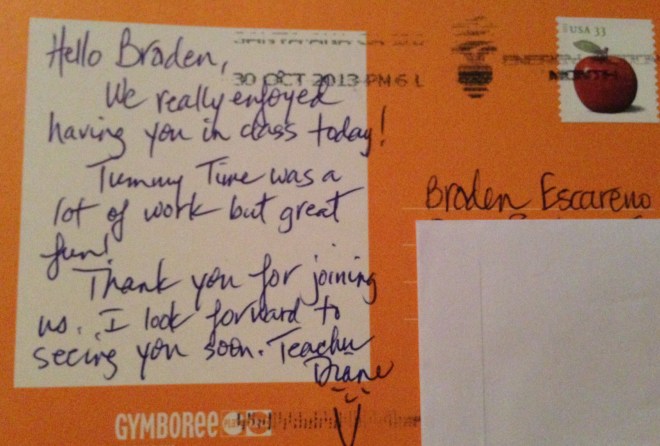 Hello Braden,
We really enjoyed
having you in class today!
Tummy Time was a
lot of work but great
fun!
Thank you for joining
us. I look forward to
seeing you soon. Teacher
Diane
30 OCT 2013 PM 6 L
USA 33
MONTH
Braden Escareno
GYMBOREE